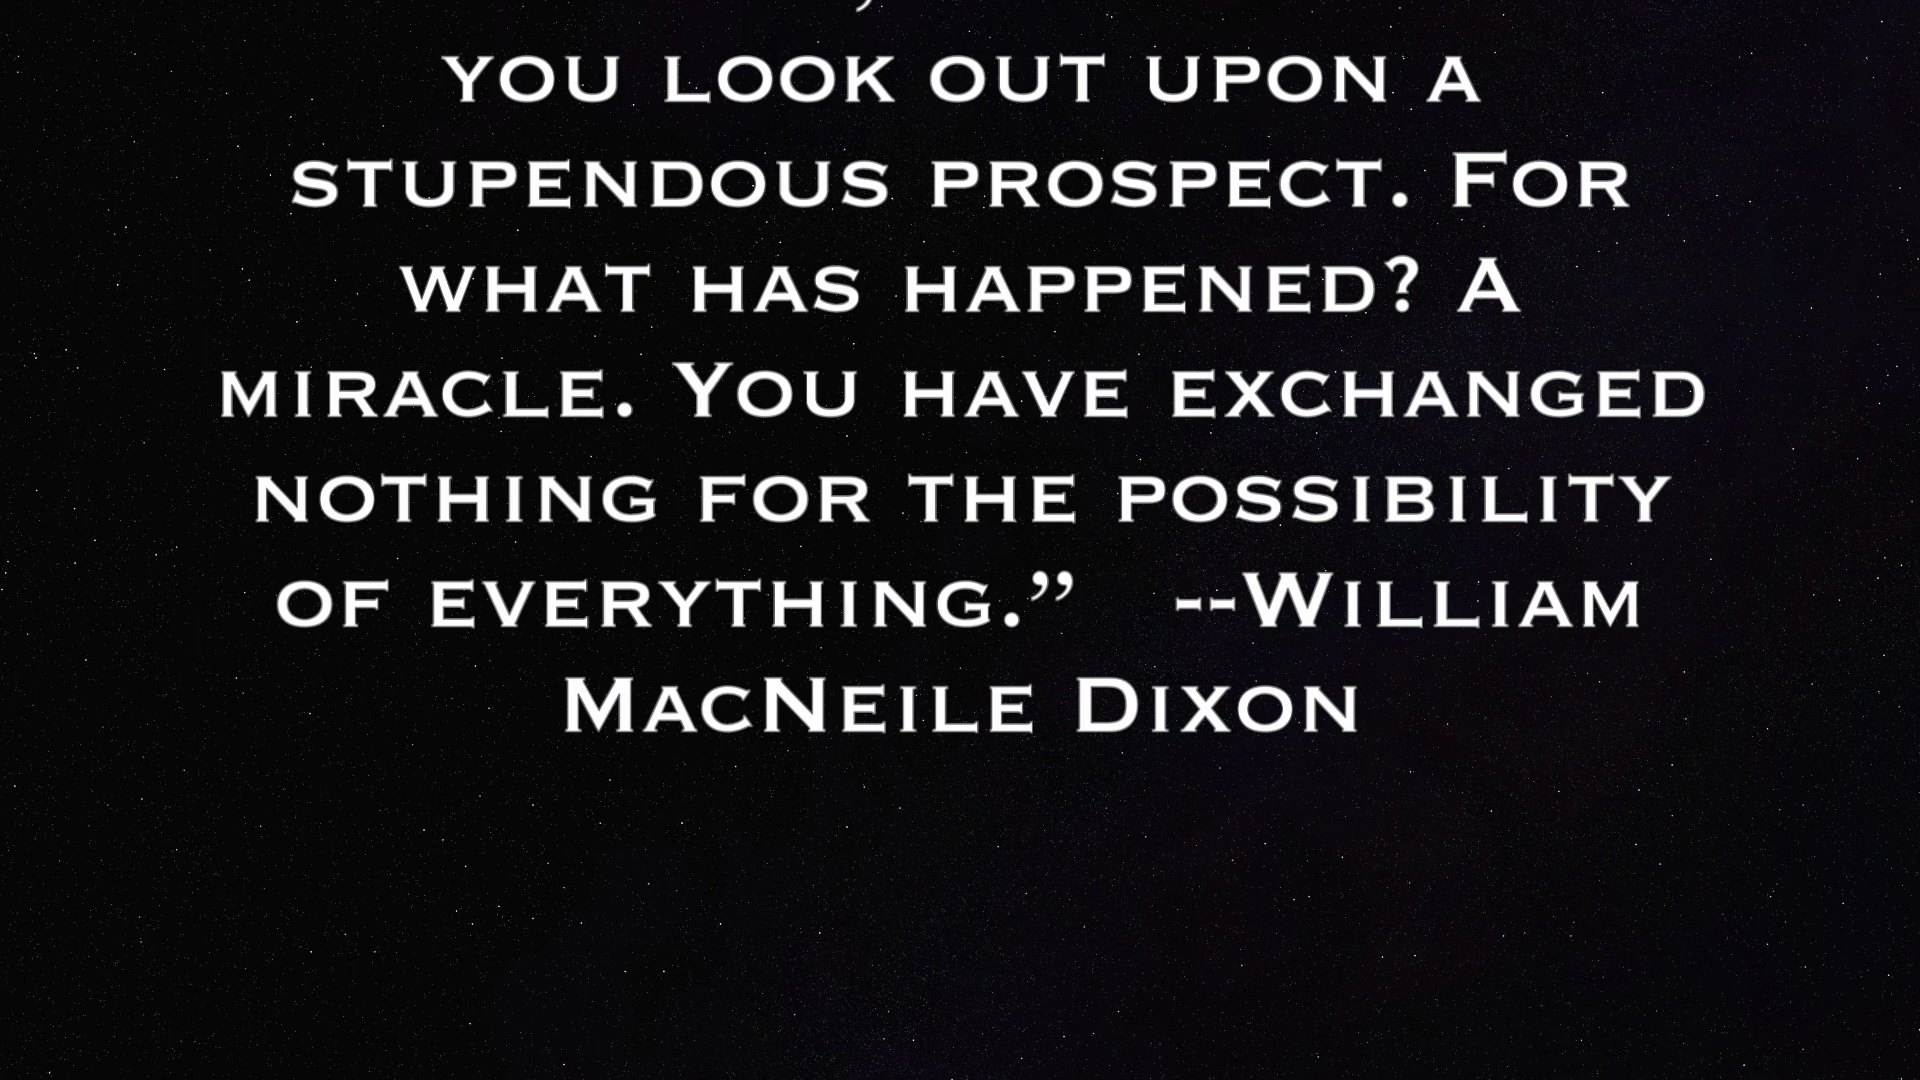 you look out upon a
stupendous prospect. For
what has happened? A
miracle. You have exchanged
nothing for the possibility
of everything.” --William
MacNeile Dixon